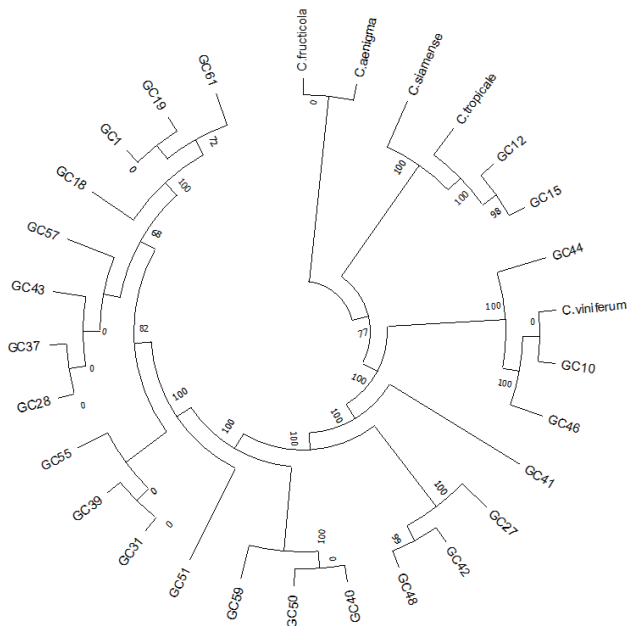 C.fructicola
C.aenigma
C.siamense
C.tropicale
GC12
GC15
GC44
C.viniferum
GC10
GC46
GC41
GC27
GC42
GC48
GC40
GC50
GC59
GC51
GC31
GC39
GC55
GC28
GC37
GC43
GC57
GC18
GC1
GC19
GC61
0
100
100
98
77
100
0
100
100
100
100
98
100
100
0
100
100
82
0
0
0
0
0
68
100
72
0